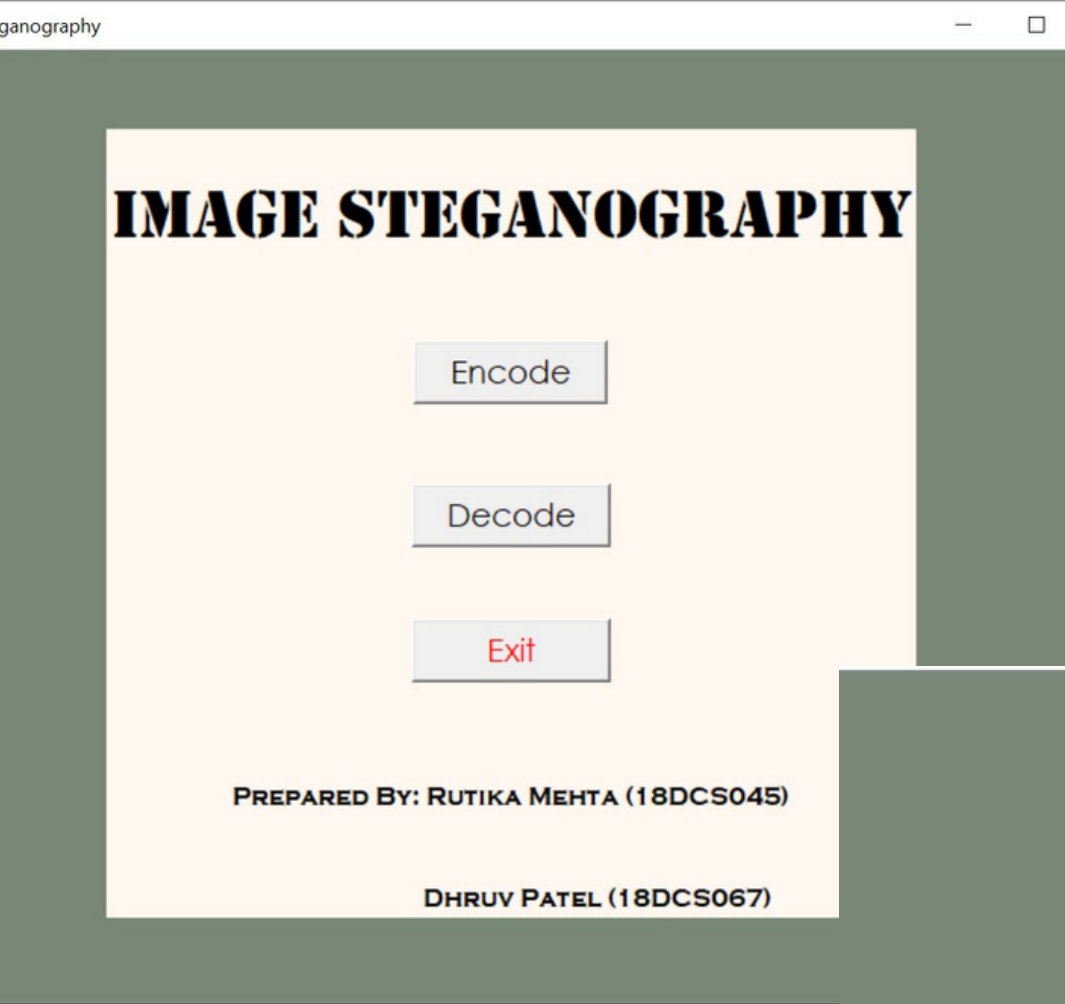 ganography
IMAGE STEGANOGRAPHY
Encode
Decode
Exit
PREPARED BY: RUTIKA MEHTA (18DCS045)
DHRUV PATEL (18DCS067)